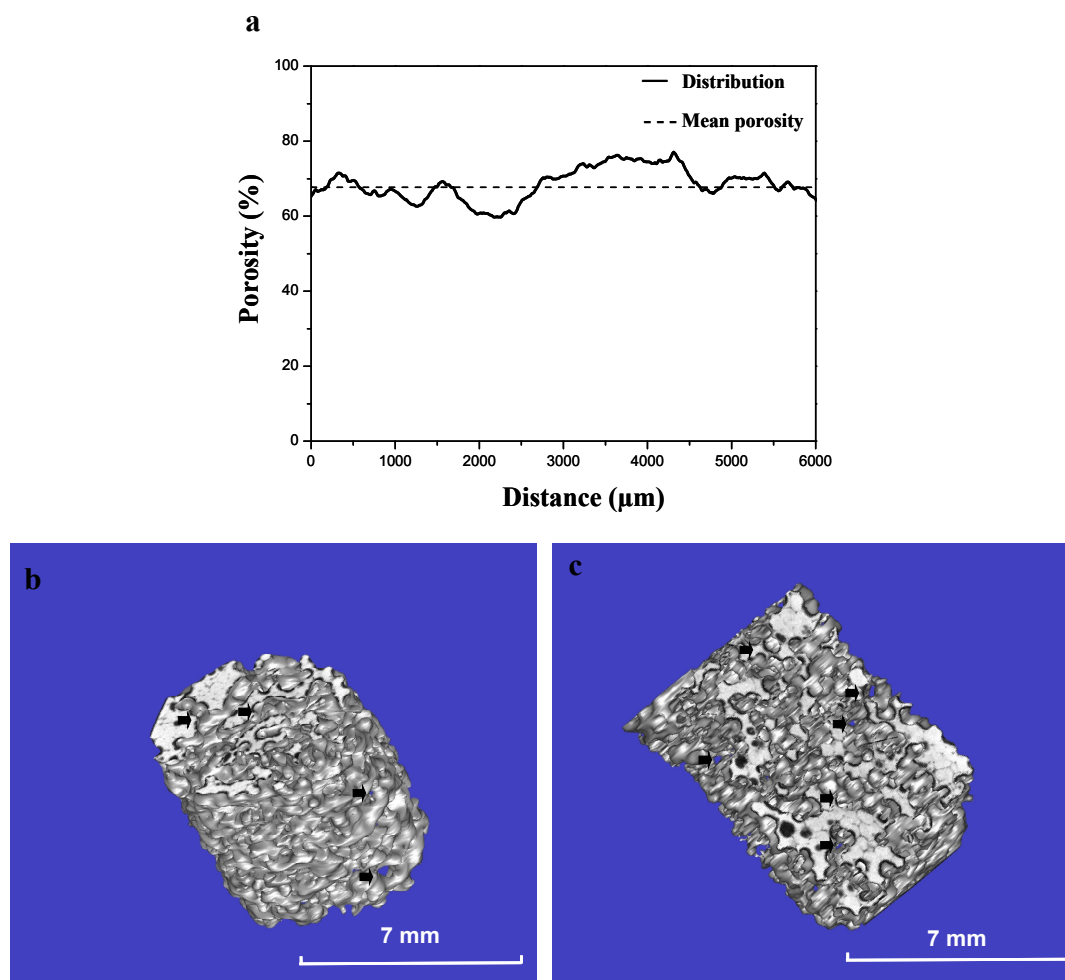 a
100
80
60
40
20
0
Porosity (%)
Distribution
Mean porosity
0 1000 2000 3000 4000 5000 6000
Distance (μm)
b
7 mm
c
7 mm